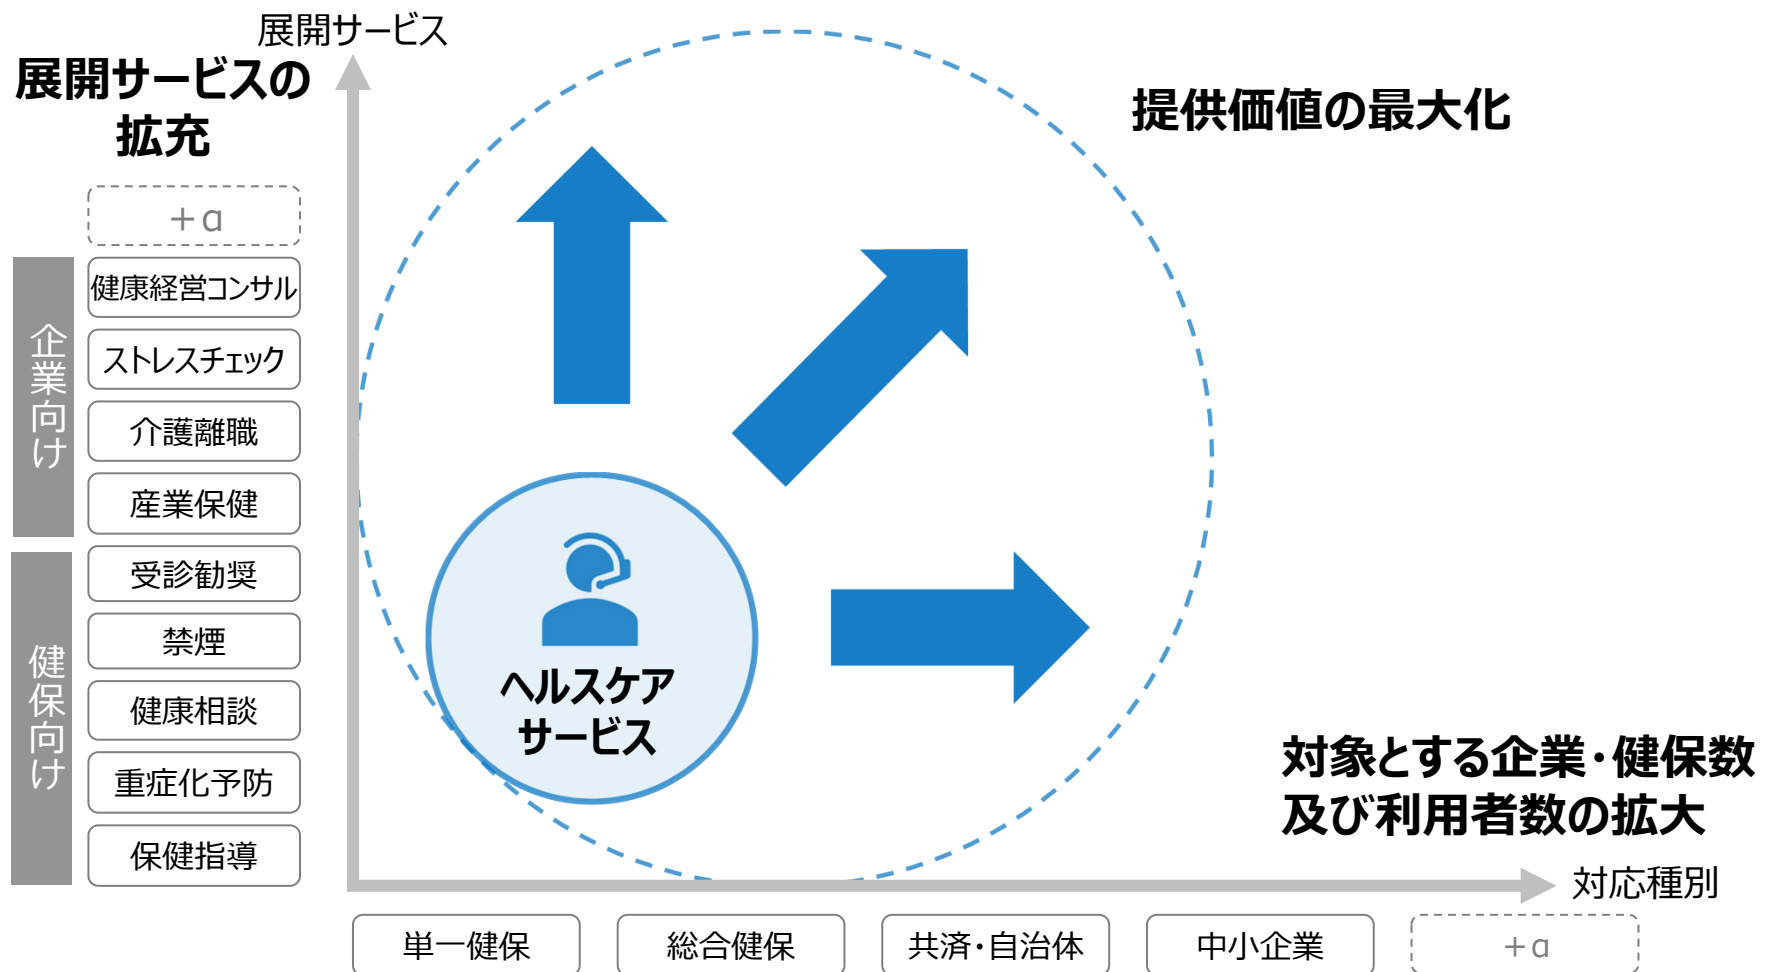 展開サービス
展開サービスの
拡充
提供価値の最大化
+α
企業向け
健康経営コンサル
ストレスチェック
介護離職
産業保健
健保向け
受診勧奨
禁煙
健康相談
重症化予防
保健指導
ヘルスケア
サービス
対象とする企業・健保数
及び利用者数の拡大
対応種別
単一健保
総合健保
共済・自治体
中小企業
+α